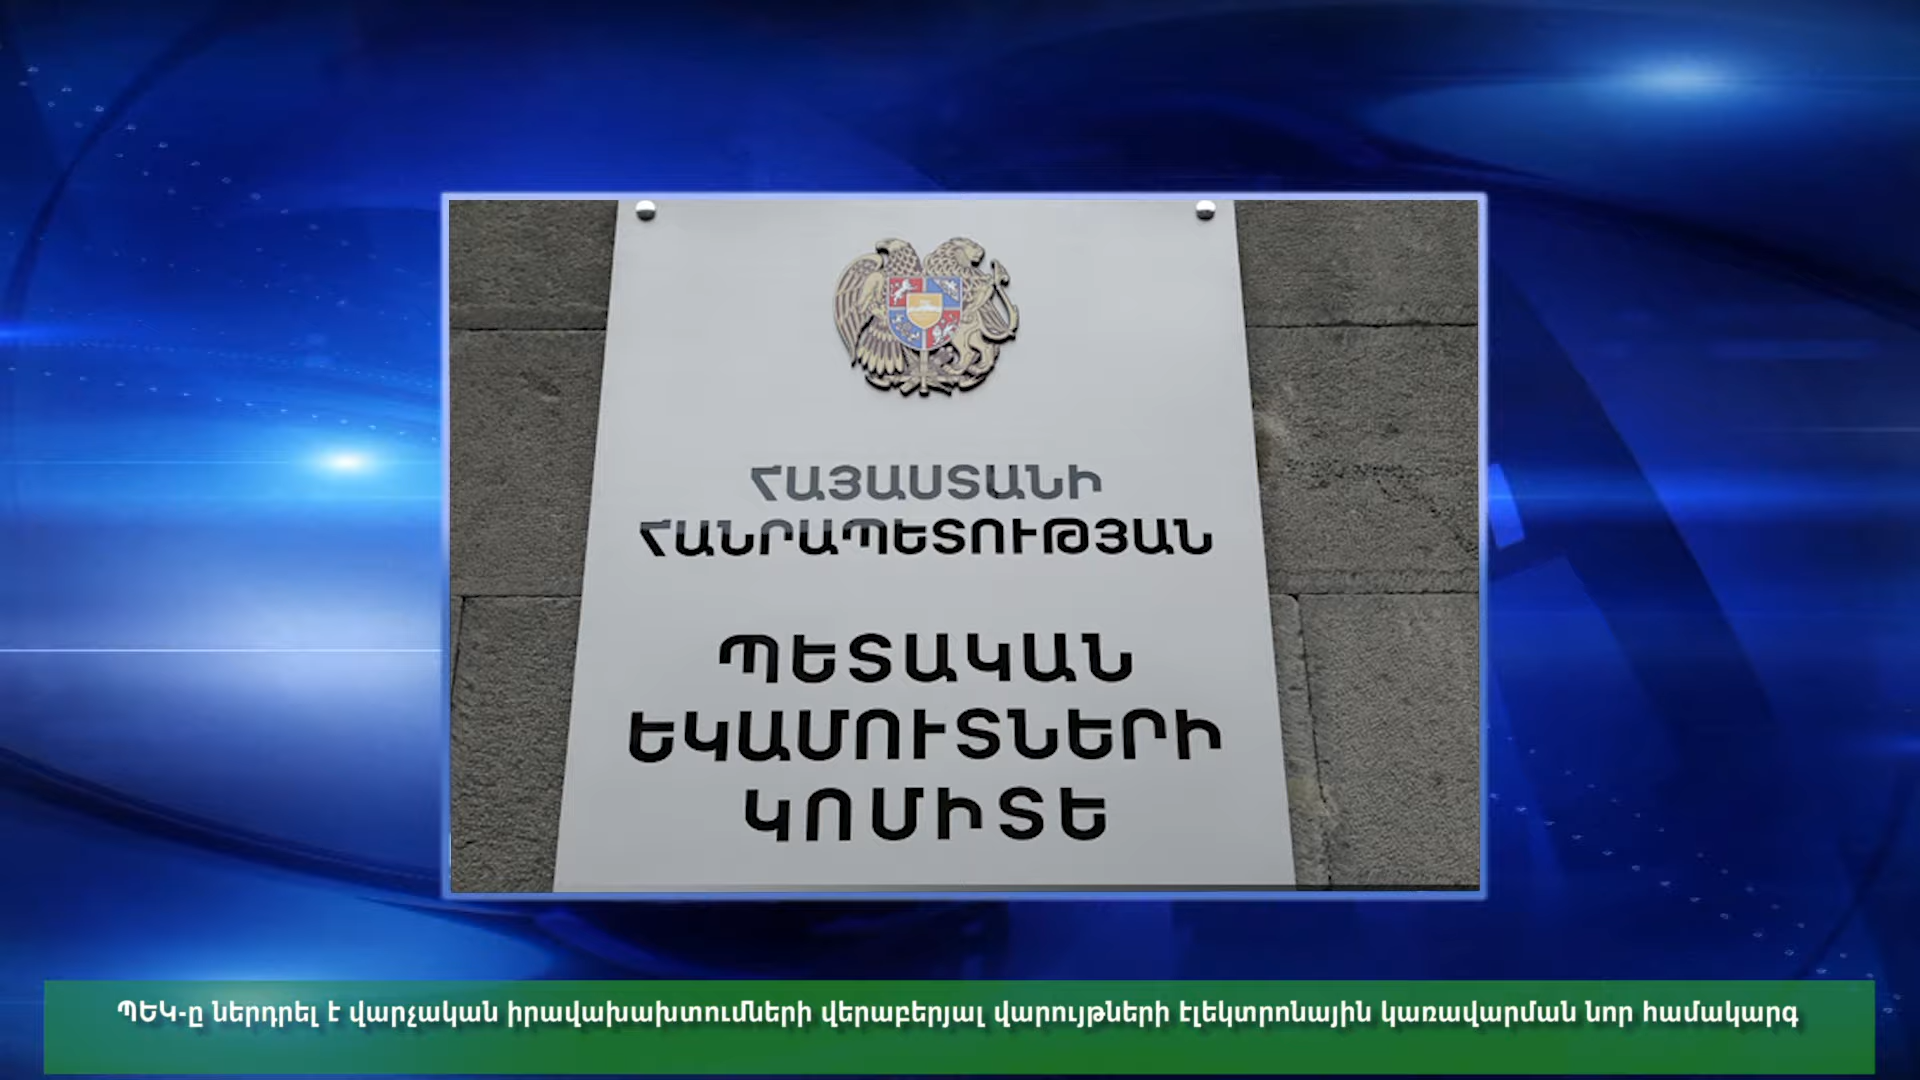 ՀԱՅԱՍՏԱՆԻ
ՀԱՆՐԱՊԵՏՈՒԹՅԱՆ
ՊԵՏԱԿԱՆ
ԵԿԱՄՈՒՏՆԵՐԻ
ԿՈՄԻՏԵ
ՊԵԿ-ը ներդրել է վարչական իրավախախտումների վերաբերյալ վարույթների էլեկտրոնային կառավարման նոր համակարգ